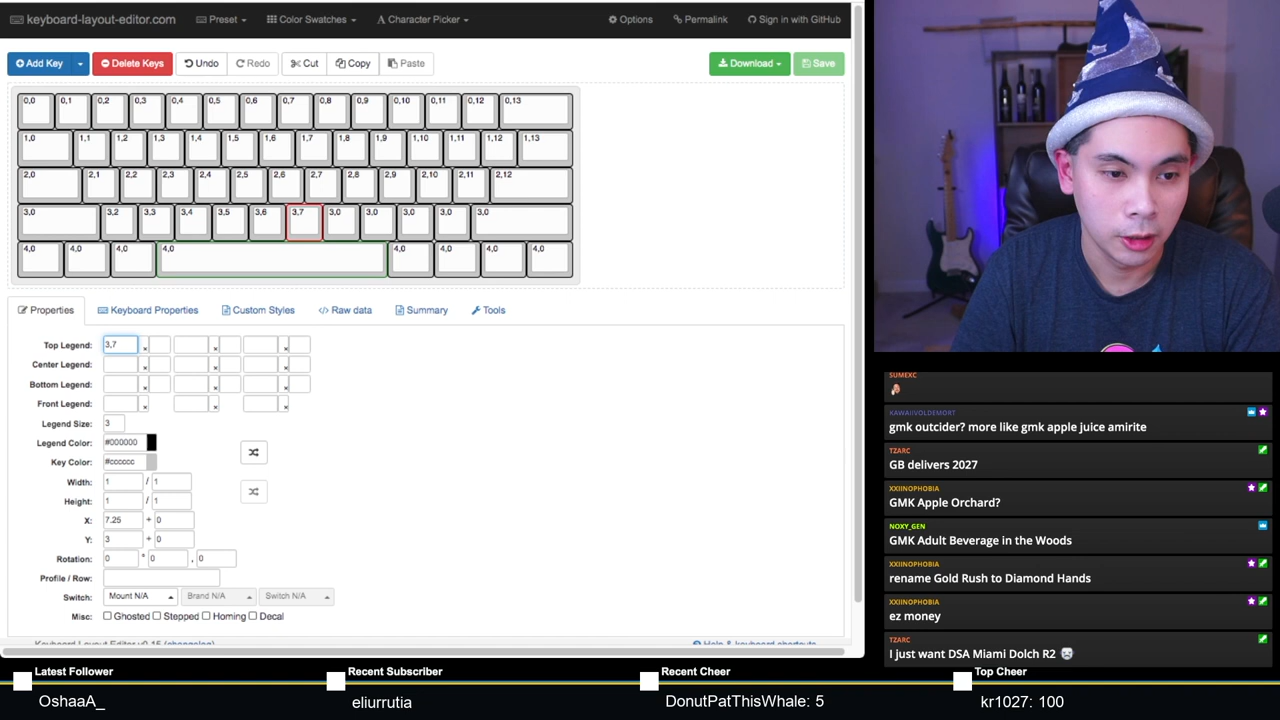 keyboard-layout-editor.com Preset Color Swatches Character Picker Options Permalink Sign in with GitHub
Add Key Delete Keys Undo Redo Cut Copy Paste Download Save
0,0 0,1 0,2 0,3 0,4 0,5 0,6 0,7 0,8 0,9 0,10 0,11 0,12 0,13
1,0 1,1 1,2 1,3 1,4 1,5 1,6 1,7 1,8 1,9 1,10 1,11 1,12 1,13
2,0 2,1 2,2 2,3 2,4 2,5 2,6 2,7 2,8 2,9 2,10 2,11 2,12
3,0 3,2 3,3 3,4 3,5 3,6 3,7 3,0 3,0 3,0 3,0 3,0
4,0 4,0 4,0 4,0 4,0 4,0 4,0 4,0
Properties Keyboard Properties Custom Styles Raw data Summary Tools
Top Legend: 3,7
Center Legend:
Bottom Legend:
Front Legend:
Legend Size: 3
Legend Color: #000000
Key Color: #cccccc
Width: 1 / 1
Height: 1 / 1
X: 7.25 + 0
Y: 3 + 0
Rotation: 0 ° 0 , 0
Profile / Row:
Switch: Mount N/A Brand N/A Switch N/A
Misc: Ghosted Stepped Homing Decal
SUMEXC
KAWAIIVOLDEMORT
gmk outcider? more like gmk apple juice amirite
TZARC
GB delivers 2027
XXIINOPHOBIA
GMK Apple Orchard?
NOXY_GEN
GMK Adult Beverage in the Woods
XXIINOPHOBIA
rename Gold Rush to Diamond Hands
XXIINOPHOBIA
ez money
TZARC
I just want DSA Miami Dolch R2
Latest Follower
OshaaA_
Recent Subscriber
eliurrutia
Recent Cheer
DonutPatThisWhale: 5
Top Cheer
kr1027: 100